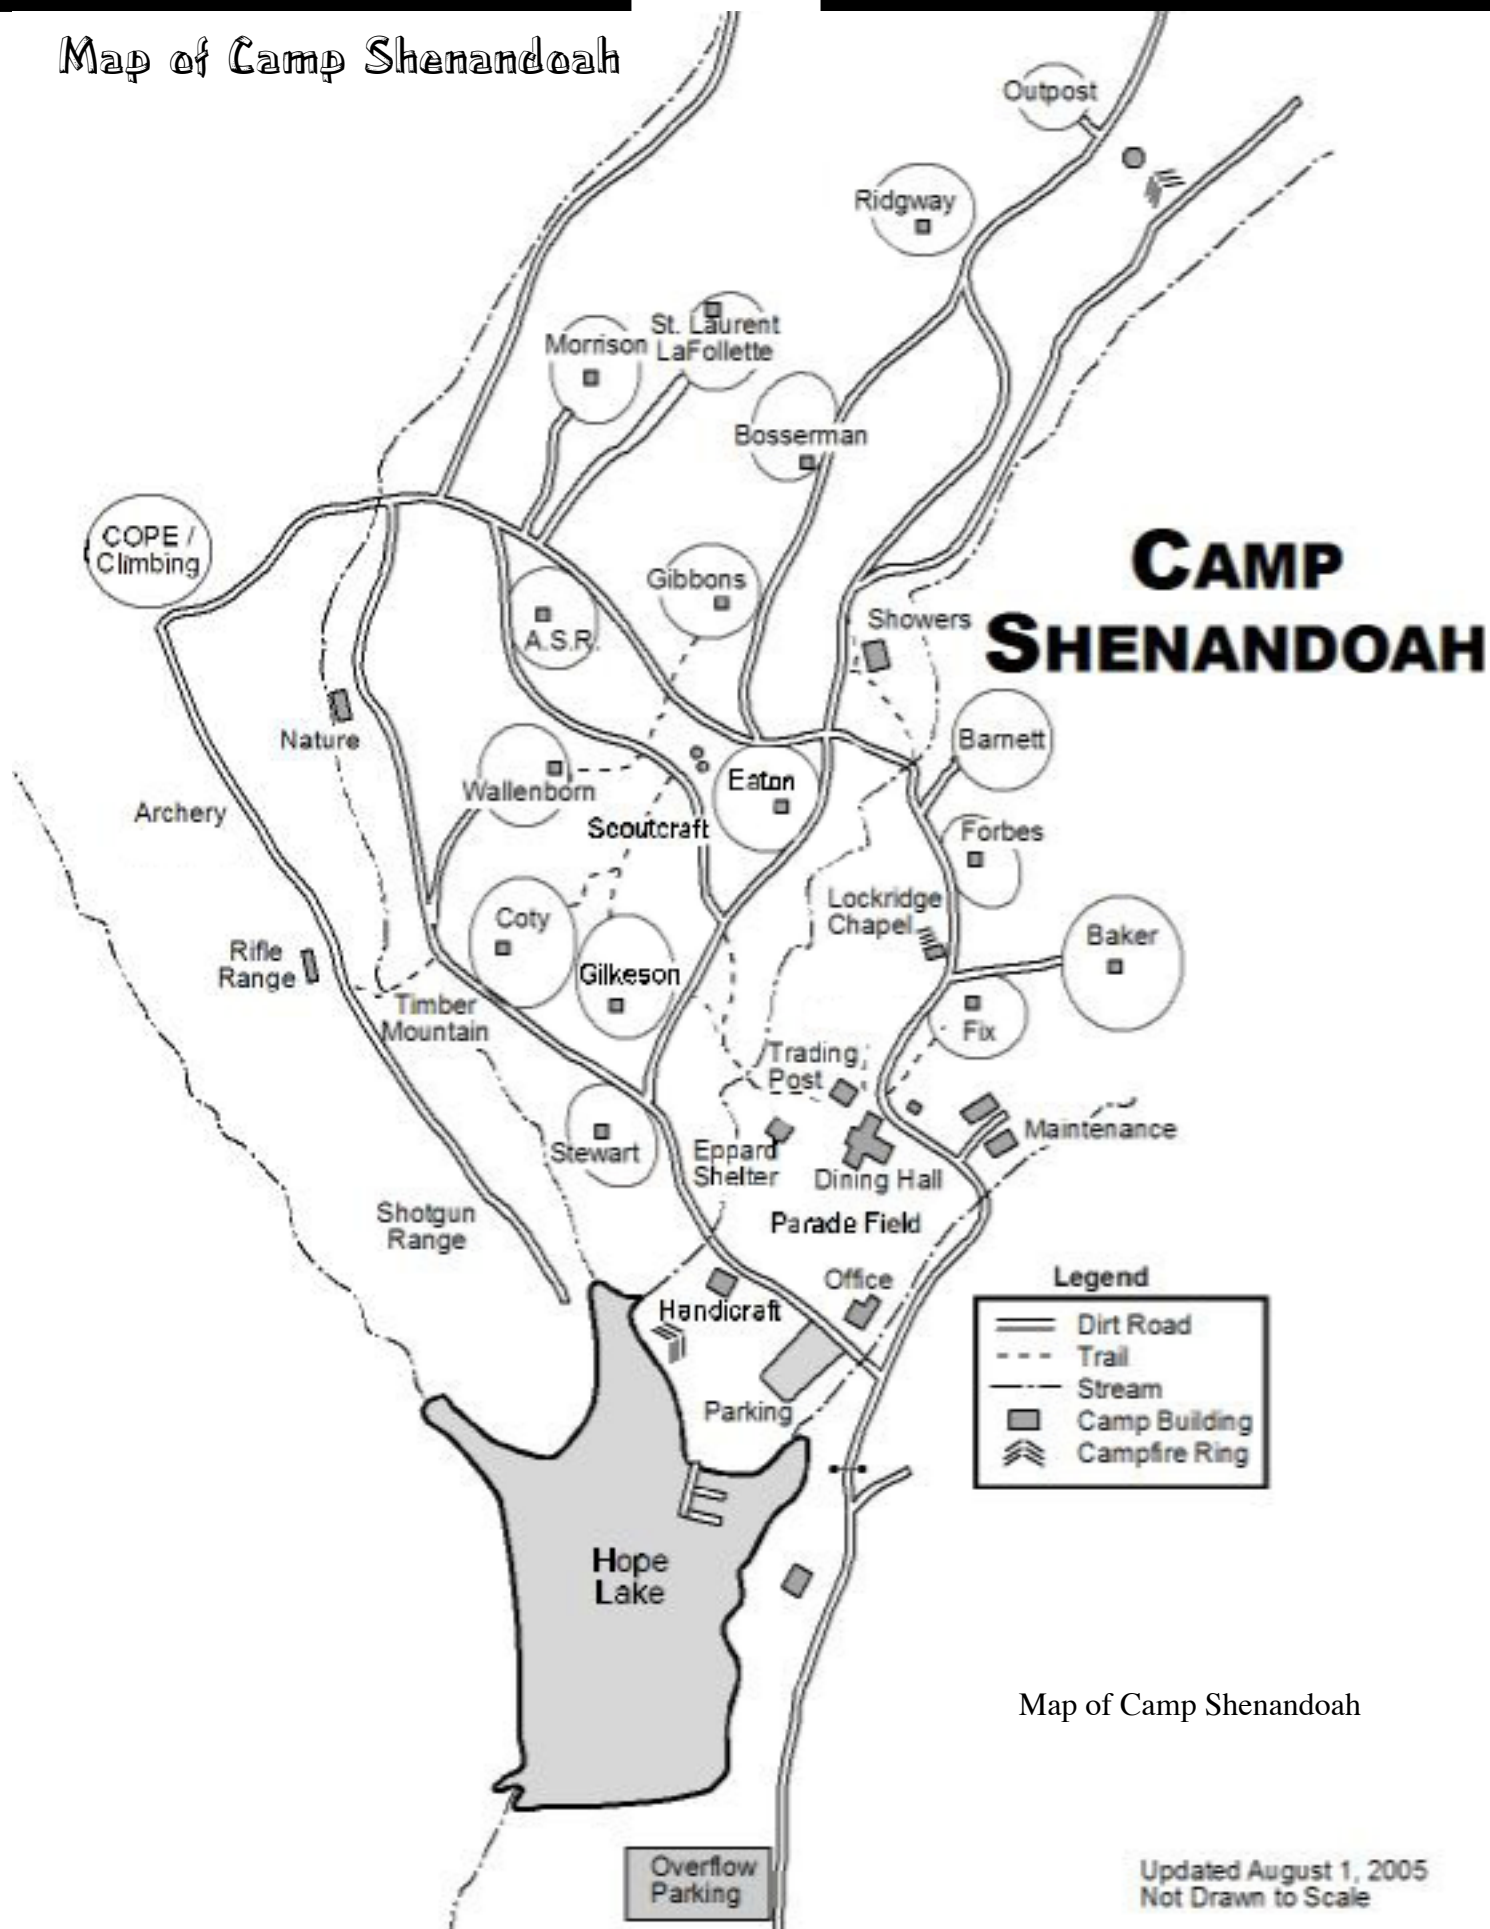 Map of Camp Shenandoah
Outpost
Ridgway
St. Laurent
LaFollette
Morrison
Bosserman
COPE /
Climbing
CAMP
SHENANDOAH
Gibbons
A.S.R.
Showers
Nature
Barnett
Wallenborn
Eaton
Archery
Scoutcraft
Forbes
Lockridge
Chapel
Coty
Baker
Rifle
Range
Gilkeson
Timber
Mountain
Fix
Trading
Post
Maintenance
Stewart
Eppard
Shelter
Dining Hall
Shotgun
Range
Parade Field
Office
Handicraft
Legend
Dirt Road
Trail
Stream
Camp Building
Campfire Ring
Parking
Hope
Lake
Map of Camp Shenandoah
Overflow
Parking
Updated August 1, 2005
Not Drawn to Scale